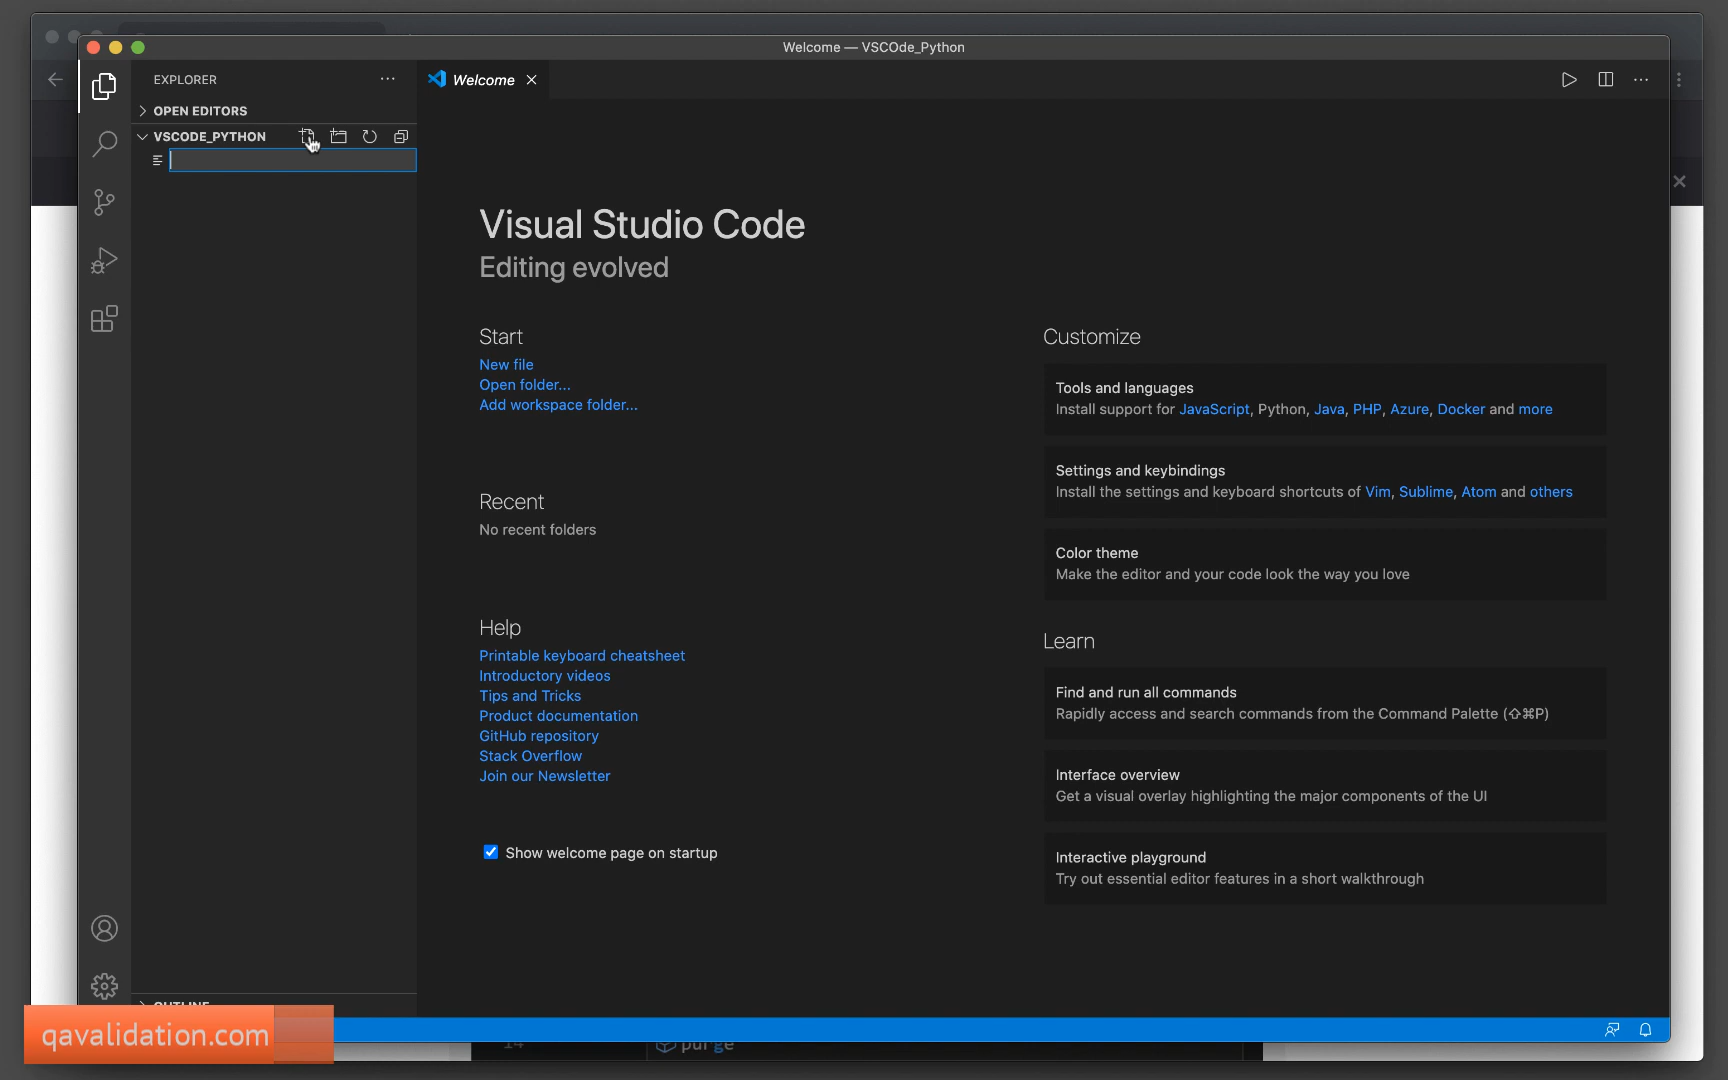 Welcome — VSCOde_Python
EXPLORER
Welcome
OPEN EDITORS
VSCODE_PYTHON
Visual Studio Code
Editing evolved
Start
New file
Open folder...
Add workspace folder...
Recent
No recent folders
Help
Printable keyboard cheatsheet
Introductory videos
Tips and Tricks
Product documentation
GitHub repository
Stack Overflow
Join our Newsletter
Show welcome page on startup
Customize
Tools and languages
Install support for JavaScript, Python, Java, PHP, Azure, Docker and more
Settings and keybindings
Install the settings and keyboard shortcuts of Vim, Sublime, Atom and others
Color theme
Make the editor and your code look the way you love
Learn
Find and run all commands
Rapidly access and search commands from the Command Palette (⇧⌘P)
Interface overview
Get a visual overlay highlighting the major components of the UI
Interactive playground
Try out essential editor features in a short walkthrough
OUTLINE
qavalidation.com
14
purge